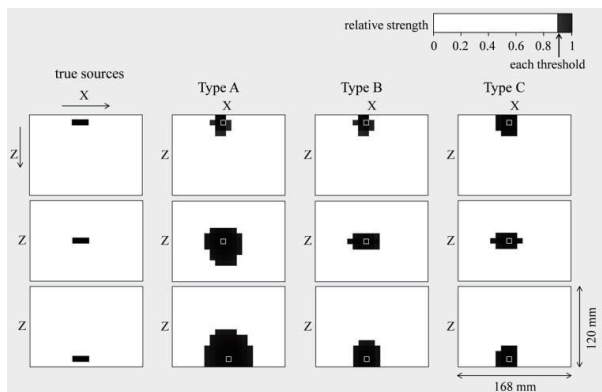 relative strength
0 0.2 0.4 0.6 0.8 1
each threshold
true sources
Type A
Type B
Type C
X
X
X
X
Z
Z
Z
Z
Z
Z
Z
Z
Z
Z
120 mm
168 mm